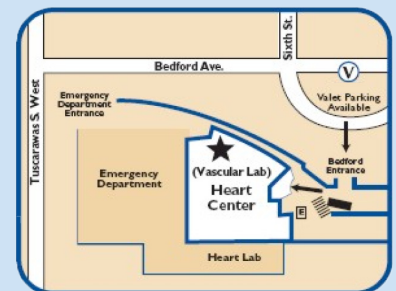 Sixth St.
Bedford Ave.
V
Tuscarawas S. West
Emergency
Department
Entrance
Valet Parking
Available
Bedford
Entrance
Emergency
Department
(Vascular Lab)
Heart
Center
E
Heart Lab